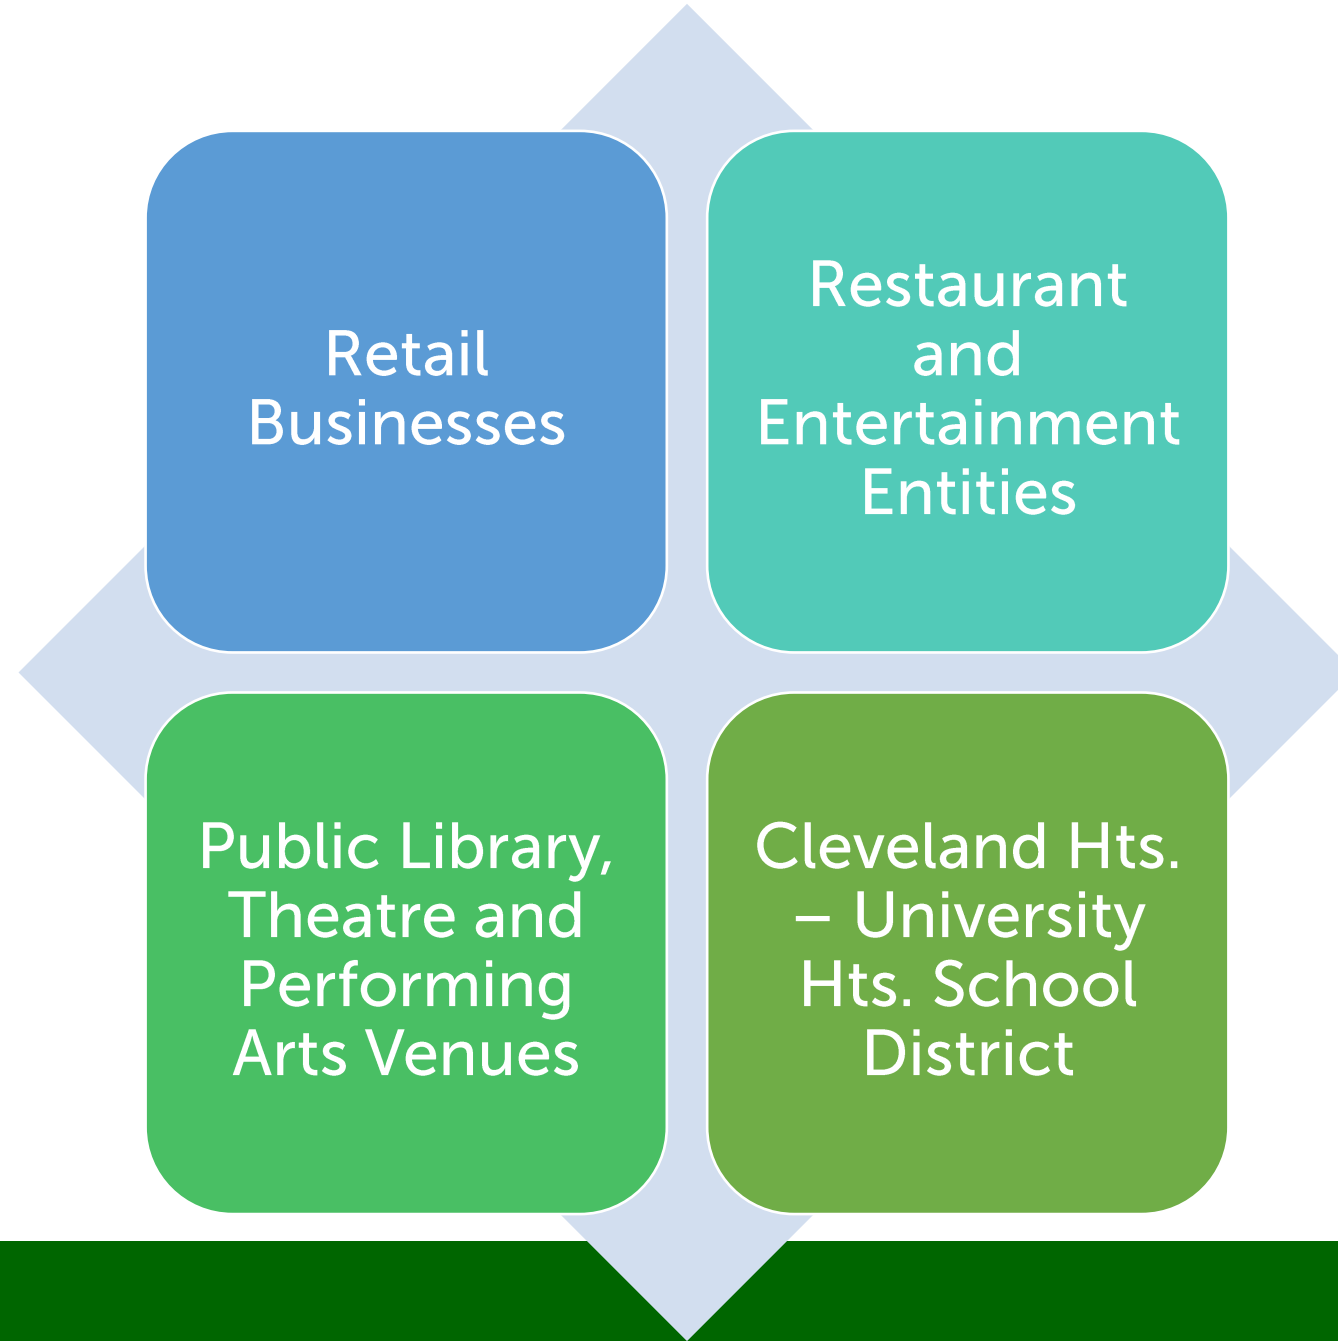 Retail
Businesses
Restaurant
and
Entertainment
Entities
Public Library,
Theatre and
Performing
Arts Venues
Cleveland Hts.
– University
Hts. School
District